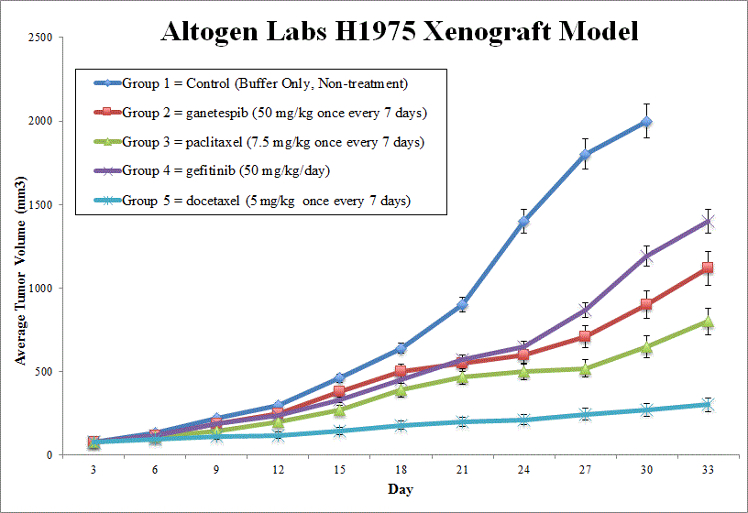 Altogen Labs H1975 Xenograft Model
2500
2000
1500
1000
500
0
Average Tumor Volume (mm3)
Group 1 = Control (Buffer Only, Non-treatment)
Group 2 = ganetespib (50 mg/kg once every 7 days)
Group 3 = paclitaxel (7.5 mg/kg once every 7 days)
Group 4 = gefitinib (50 mg/kg/day)
Group 5 = docetaxel (5 mg/kg once every 7 days)
3 6 9 12 15 18 21 24 27 30 33
Day